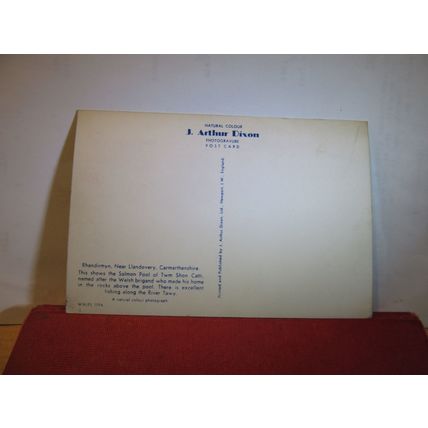 NATURAL COLOUR
J. Arthur Dixon
PHOTOGRAVURE
POST CARD
Printed and Published by J. Arthur Dixon, Ltd., Newport, I.W., England.
Rhandirmyn, Near Llandovery, Carmarthenshire
This shows the Salmon Pool of Twm Shon Catti,
named after the Welsh brigand who made his home
in the rocks above the pool. There is excellent
fishing along the River Towy.
A natural colour photograph